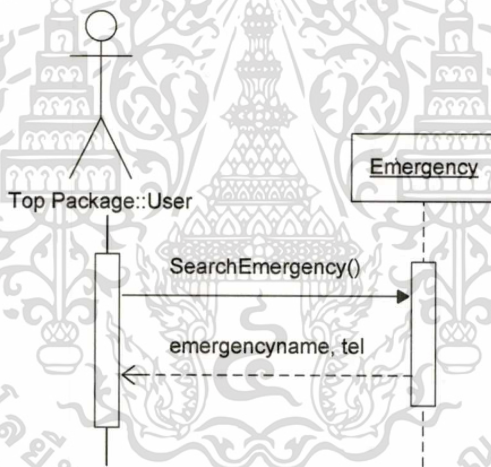 Top Package::User
Emergency
SearchEmergency()
emergencyname, tel